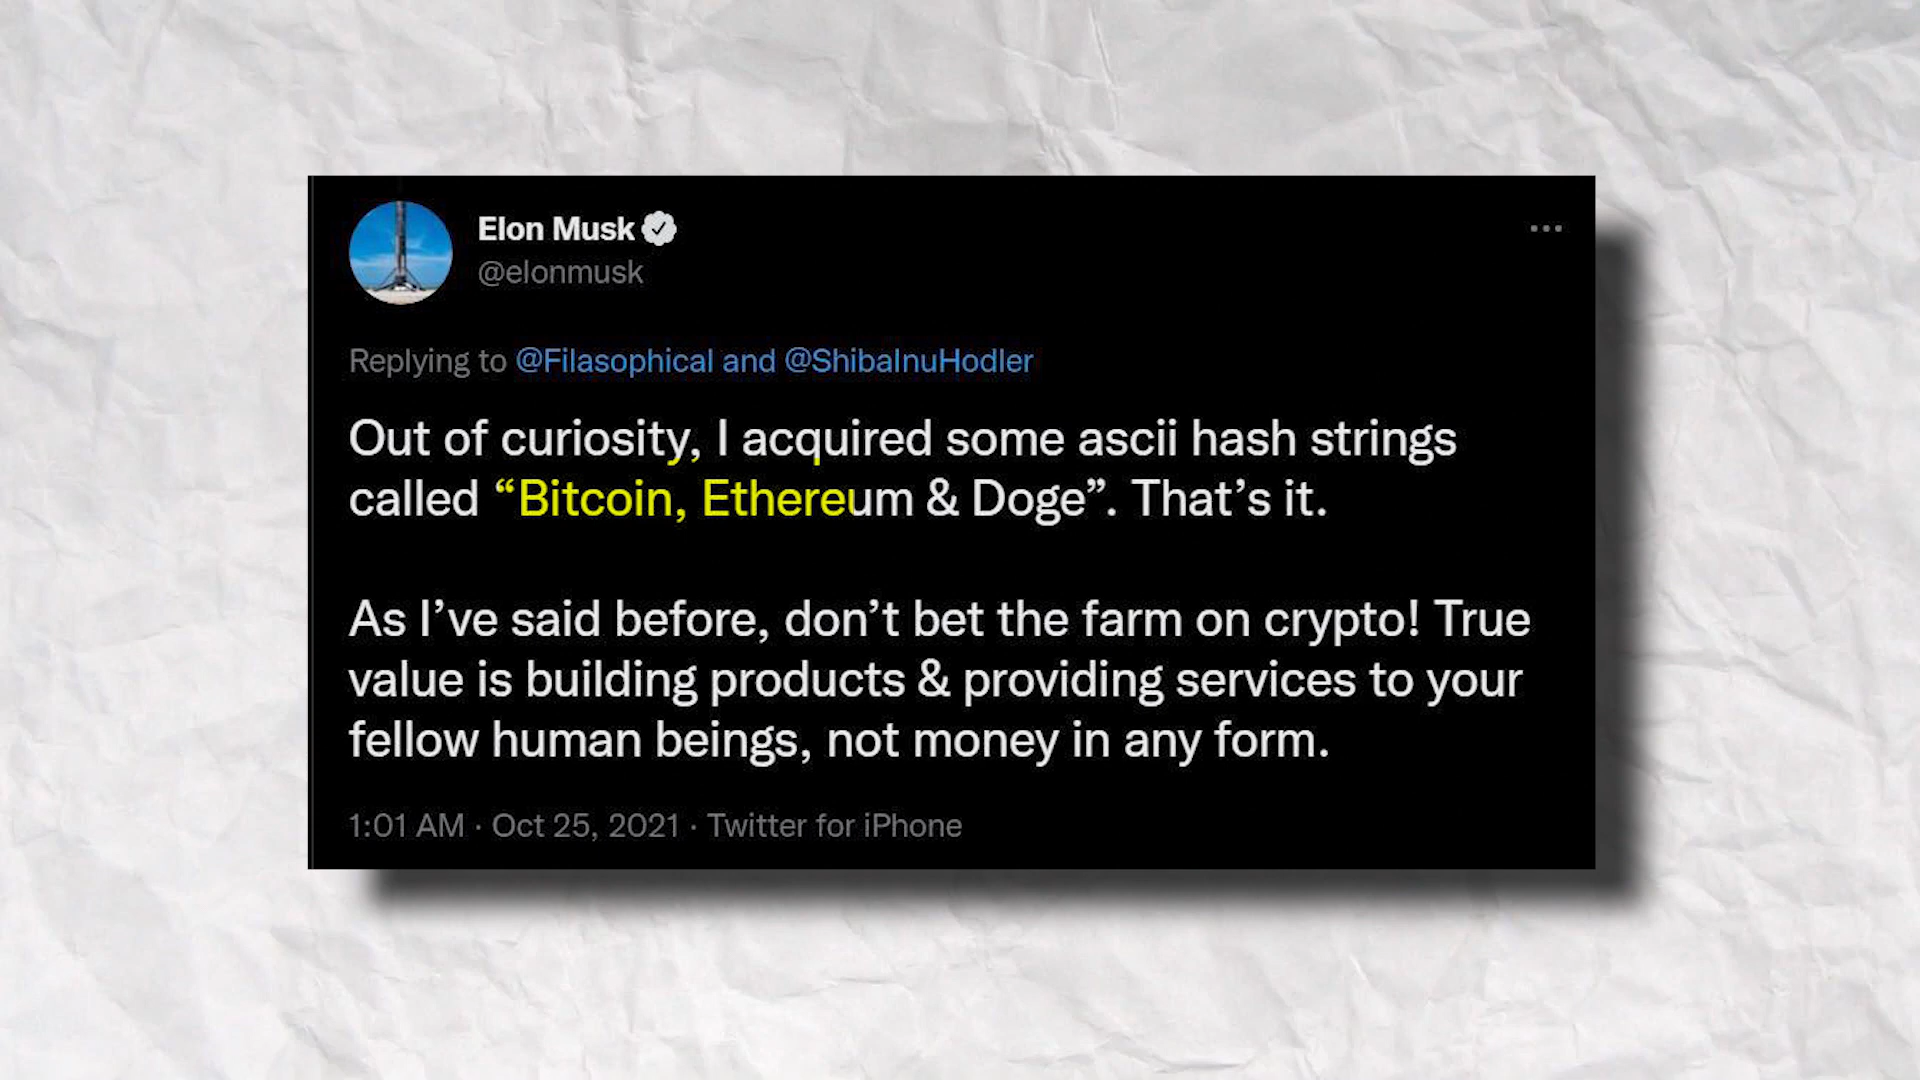 Elon Musk
@elonmusk
Replying to @Filasophical and @ShibaInuHodler
Out of curiosity, I acquired some ascii hash strings
called “Bitcoin, Ethereum & Doge”. That’s it.
As I’ve said before, don’t bet the farm on crypto! True
value is building products & providing services to your
fellow human beings, not money in any form.
1:01 AM · Oct 25, 2021 · Twitter for iPhone